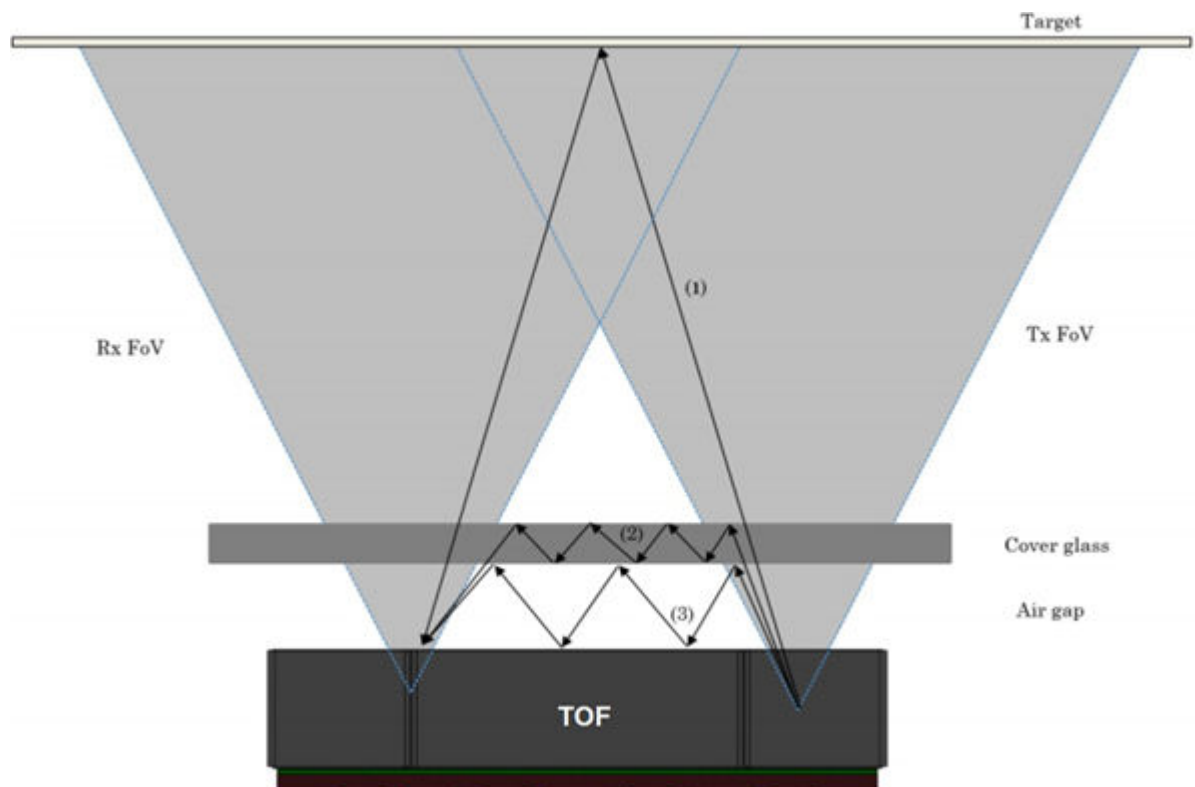 Target
(1)
Rx FoV
Tx FoV
(2)
Cover glass
(3)
Air gap
TOF